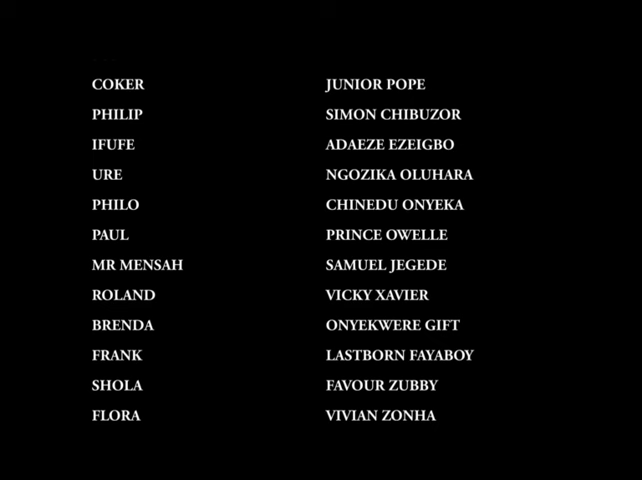 COKER JUNIOR POPE
PHILIP SIMON CHIBUZOR
IFUFE ADAEZE EZEIGBO
URE NGOZIKA OLUHARA
PHILO CHINEDU ONYEKA
PAUL PRINCE OWELLE
MR MENSAH SAMUEL JEGEDE
ROLAND VICKY XAVIER
BRENDA ONYEKWERE GIFT
FRANK LASTBORN FAYABOY
SHOLA FAVOUR ZUBBY
FLORA VIVIAN ZONHA